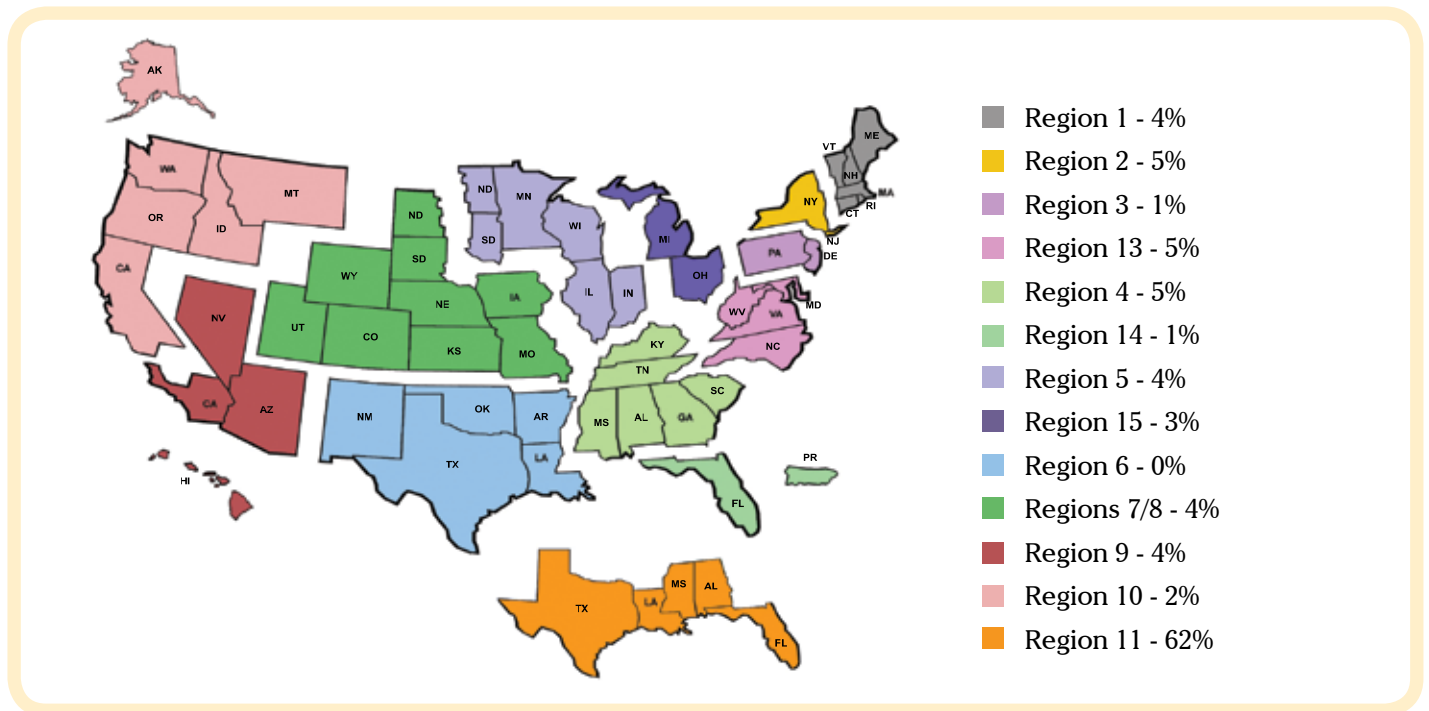 AK
WA
MT
OR
ID
CA
NV
CA
AZ
HI
ND
SD
WY
NE
IA
UT
CO
KS
MO
ND
MN
SD
WI
IL
IN
MI
OH
NM
OK
AR
TX
LA
KY
TN
SC
MS
AL
GA
FL
PR
VT
ME
NH
MA
RI
CT
NY
NJ
PA
DE
MD
WV
VA
NC
TX
LA
MS
AL
FL
Region 1 - 4%
Region 2 - 5%
Region 3 - 1%
Region 13 - 5%
Region 4 - 5%
Region 14 - 1%
Region 5 - 4%
Region 15 - 3%
Region 6 - 0%
Regions 7/8 - 4%
Region 9 - 4%
Region 10 - 2%
Region 11 - 62%